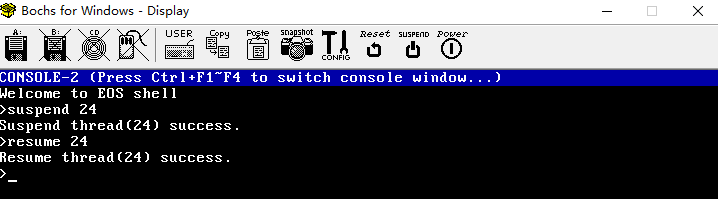 Bochs for Windows - Display
A: B: CD USER Copy Paste snapshot CONFIG Reset SUSPEND Power
CONSOLE-2 (Press Ctrl+F1~F4 to switch console window...)
Welcome to EOS shell
>suspend 24
Suspend thread(24) success.
>resume 24
Resume thread(24) success.
>_